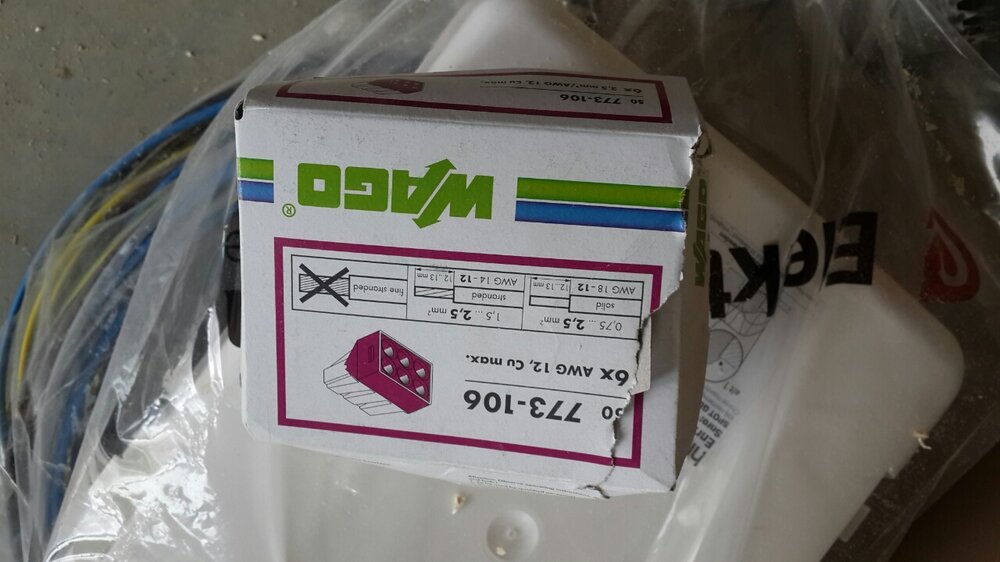 50 773-106
6x 2,5 mm²/AWG 12, Cu max.
WAGO®
WAGO
50 773-106
6x AWG 12, Cu max.
0,75 ... 2,5 mm²
1,5 ... 2,5 mm²
solid
stranded
fine stranded
12..13 mm
12..13 mm
AWG 18-12
AWG 14-12
Elekt